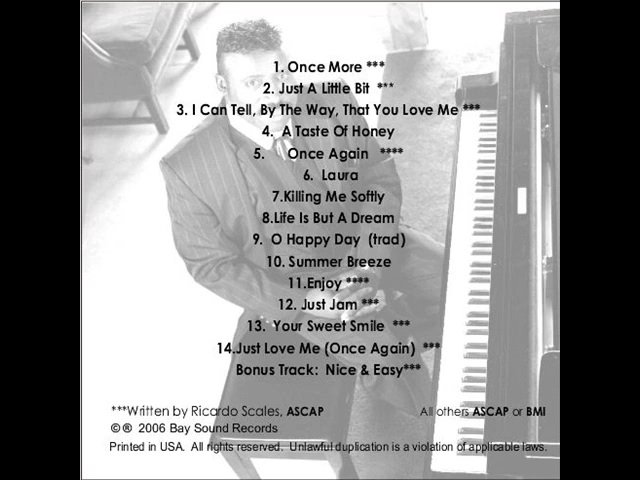 1. Once More ***
2. Just A Little Bit ***
3. I Can Tell, By The Way, That You Love Me ***
4. A Taste Of Honey
5. Once Again ****
6. Laura
7.Killing Me Softly
8.Life Is But A Dream
9. O Happy Day (trad)
10. Summer Breeze
11.Enjoy ****
12. Just Jam ***
13. Your Sweet Smile ***
14.Just Love Me (Once Again) ***
Bonus Track: Nice & Easy***
***Written by Ricardo Scales, ASCAP All others ASCAP or BMI
©® 2006 Bay Sound Records
Printed in USA. All rights reserved. Unlawful duplication is a violation of applicable laws.